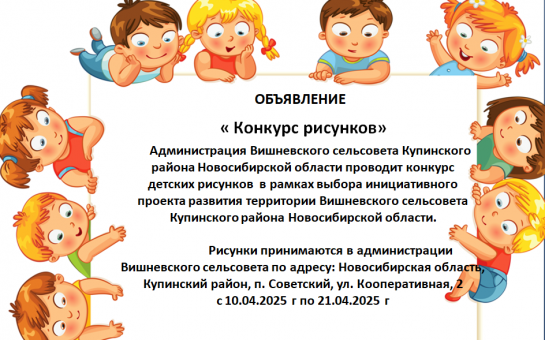 ОБЪЯВЛЕНИЕ
« Конкурс рисунков»
Администрация Вишневского сельсовета Купинского
района Новосибирской области проводит конкурс
детских рисунков в рамках выбора инициативного
проекта развития территории Вишневского сельсовета
Купинского района Новосибирской области.
Рисунки принимаются в администрации
Вишневского сельсовета по адресу: Новосибирская область,
Купинский район, п. Советский, ул. Кооперативная, 2
с 10.04.2025 г по 21.04.2025 г